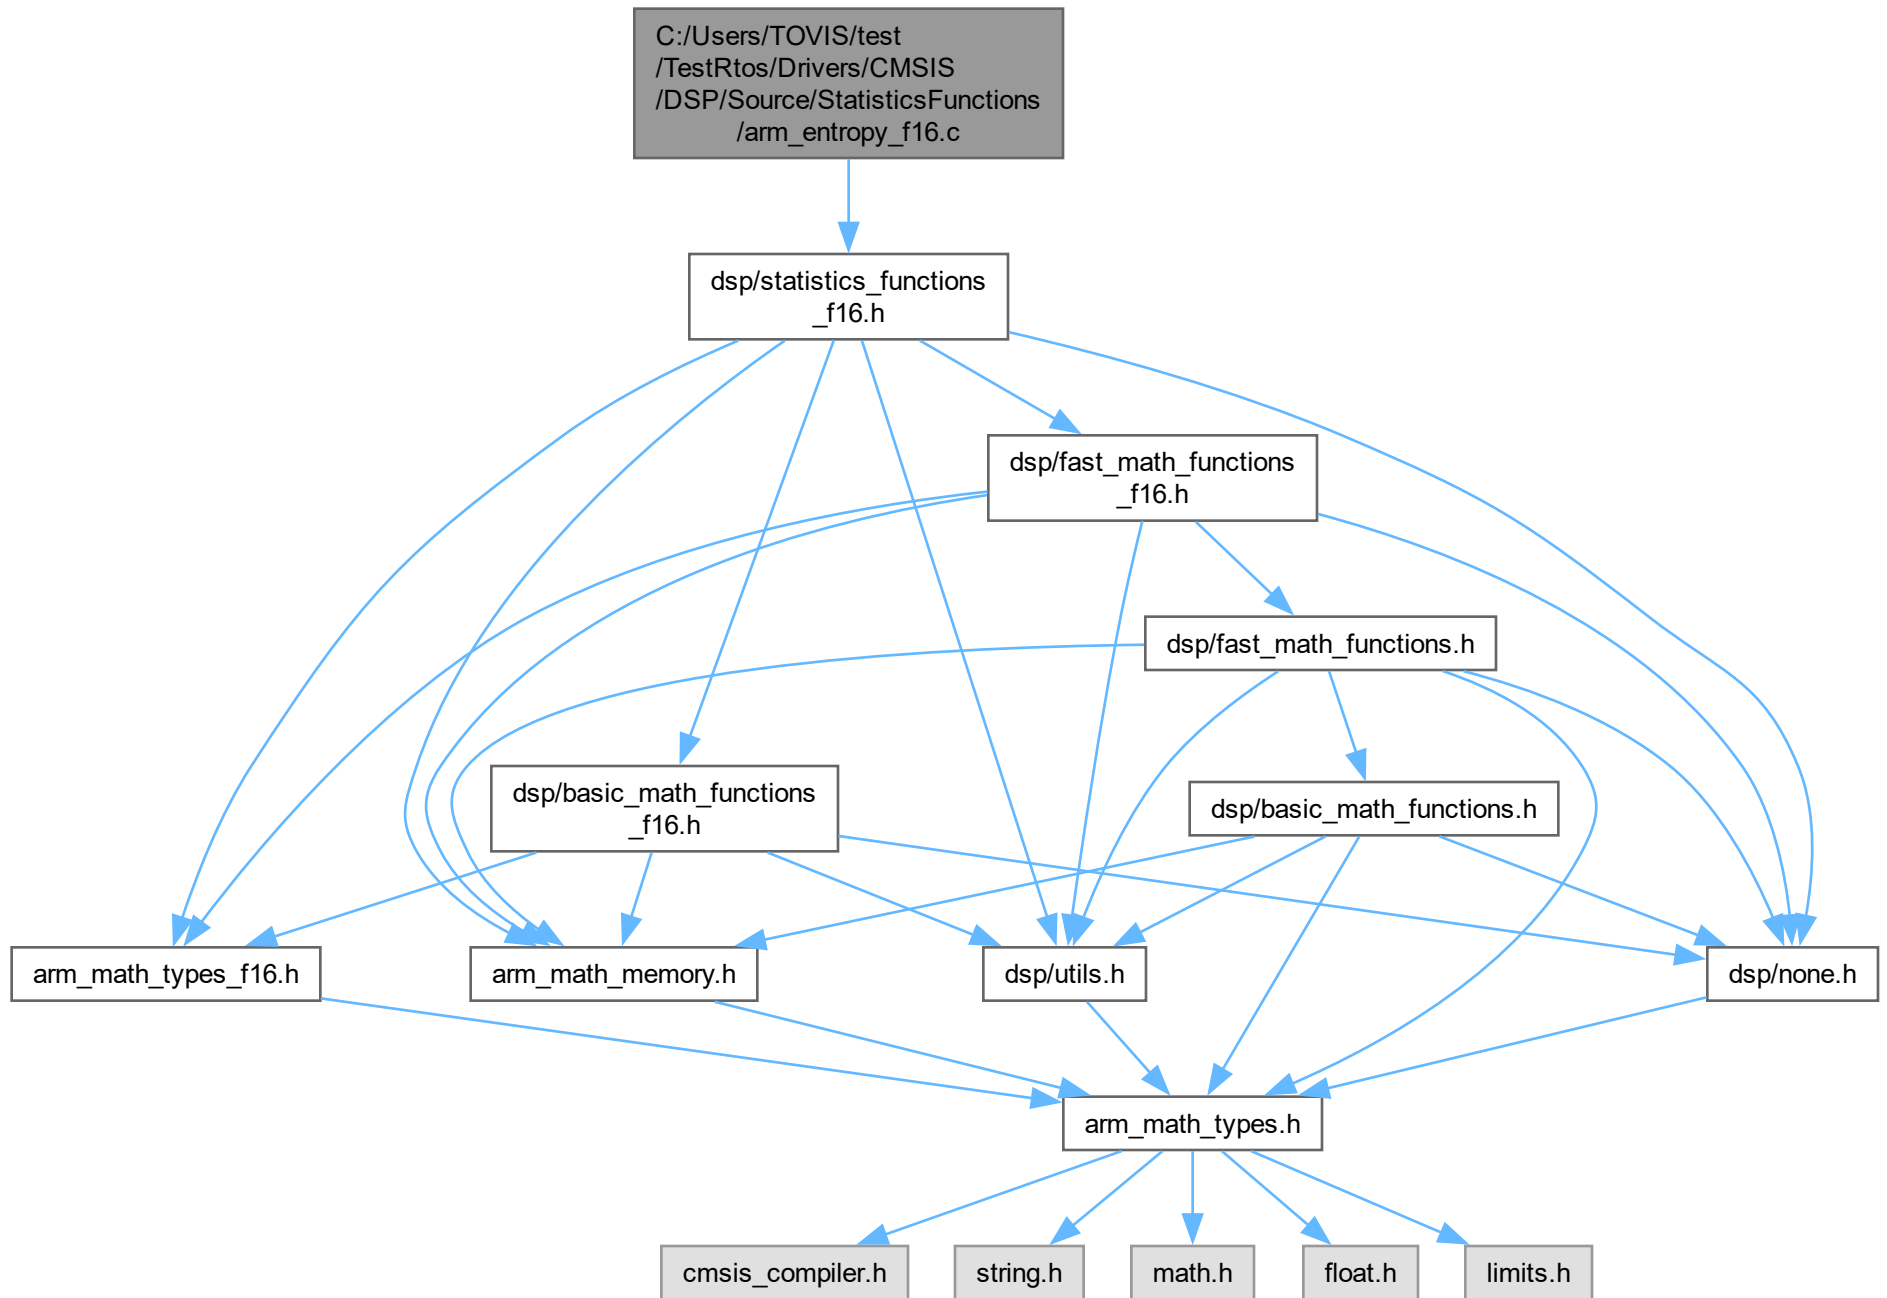 C:/Users/TOVIS/test
/TestRtos/Drivers/CMSIS
/DSP/Source/StatisticsFunctions
/arm_entropy_f16.c
dsp/statistics_functions
_f16.h
dsp/fast_math_functions
_f16.h
dsp/fast_math_functions.h
dsp/basic_math_functions
_f16.h
dsp/basic_math_functions.h
arm_math_types_f16.h
arm_math_memory.h
dsp/utils.h
dsp/none.h
arm_math_types.h
cmsis_compiler.h
string.h
math.h
float.h
limits.h